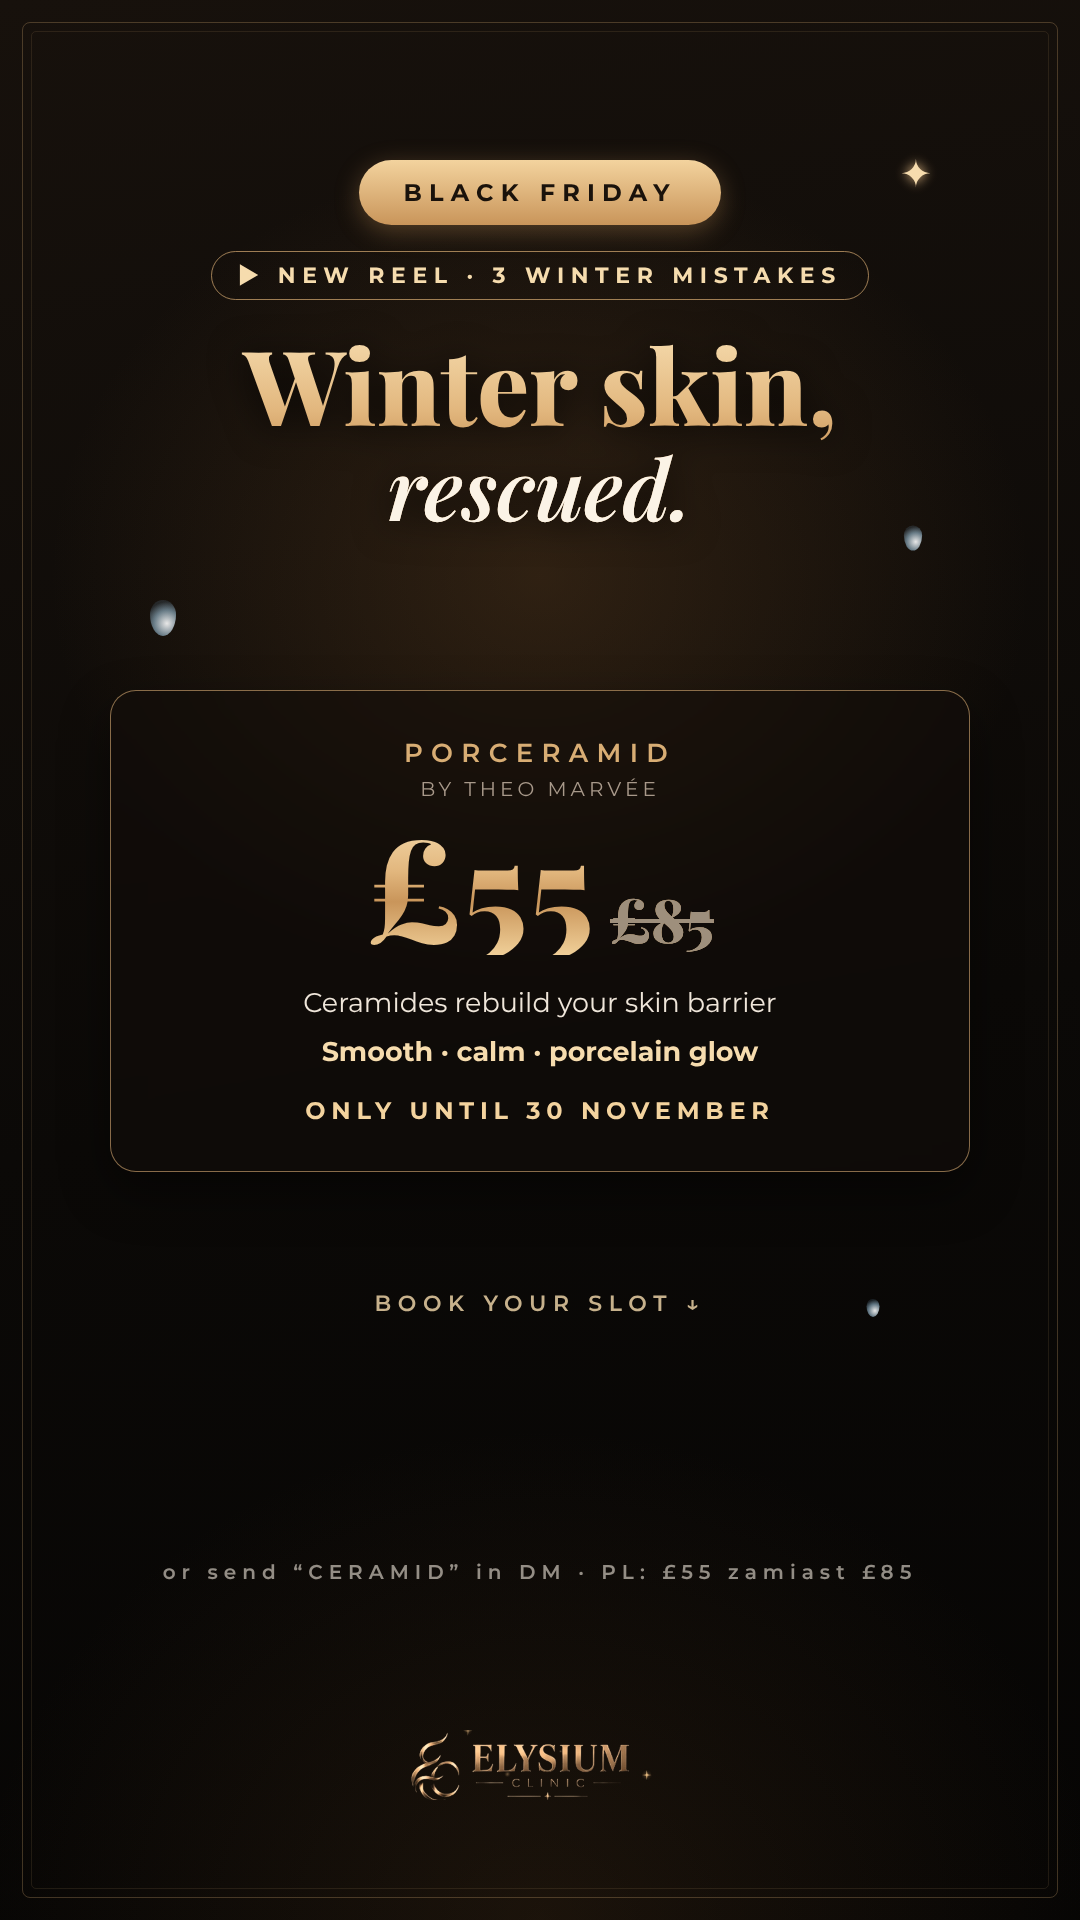 BLACK FRIDAY
▶ NEW REEL · 3 WINTER MISTAKES
Winter skin,
rescued.
PORCERAMID
BY THEO MARVÉE
£55 £85
Ceramides rebuild your skin barrier
Smooth · calm · porcelain glow
ONLY UNTIL 30 NOVEMBER
BOOK YOUR SLOT ↓
or send “CERAMID” in DM · PL: £55 zamiast £85
ELYSIUM
CLINIC